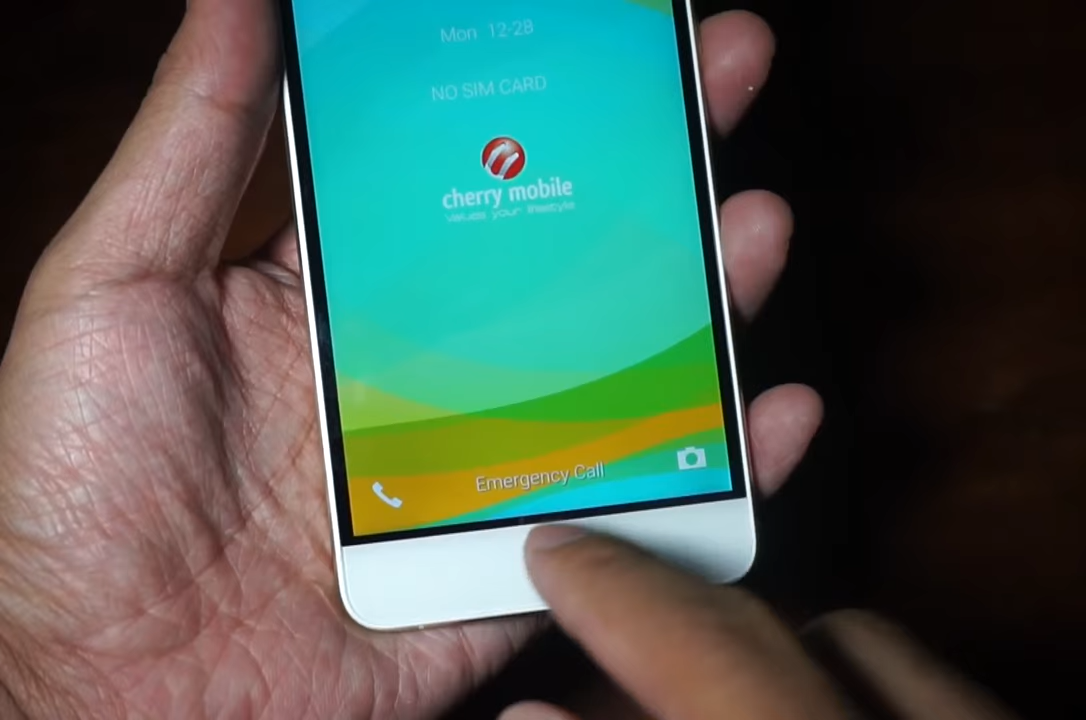 Mon 12-28
NO SIM CARD
cherry mobile
Values your lifestyle
Emergency Call